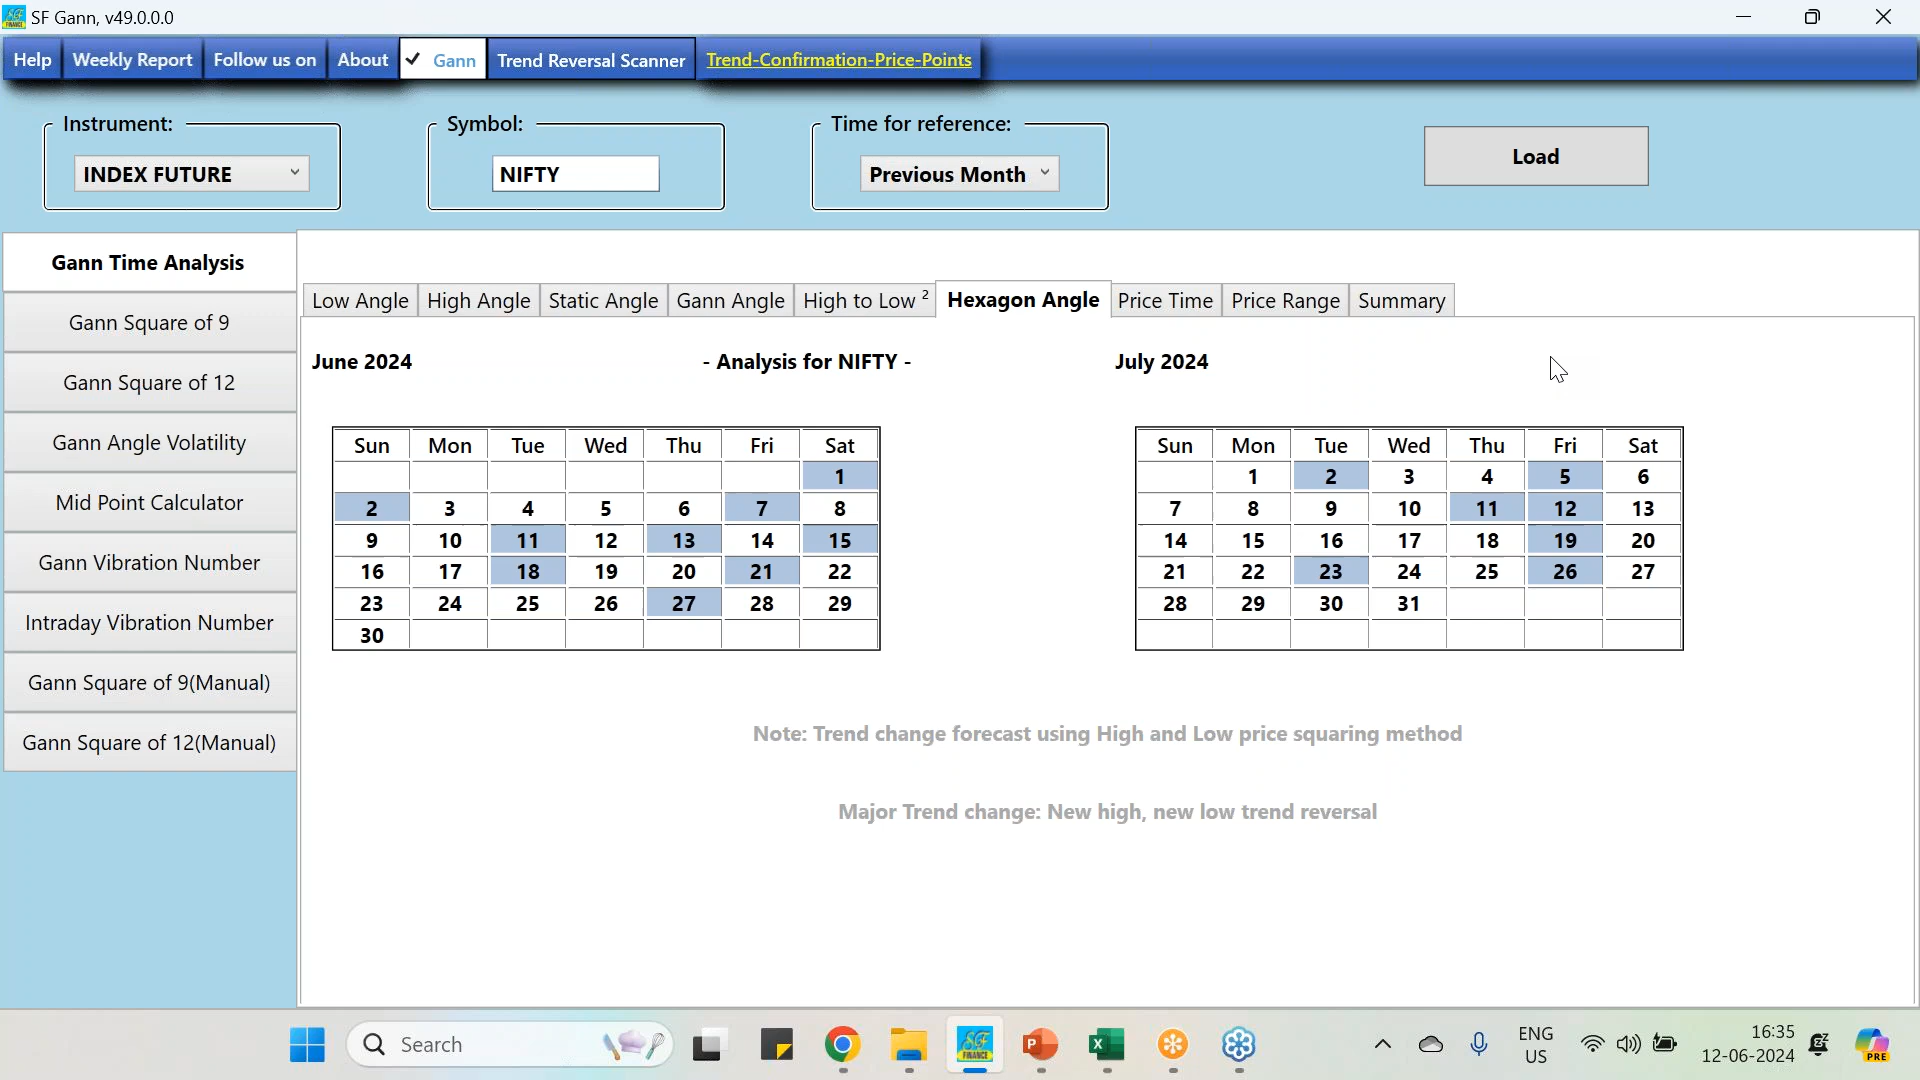 SF Gann, v49.0.0.0
Help Weekly Report Follow us on About ✓ Gann Trend Reversal Scanner Trend-Confirmation-Price-Points
Instrument: Symbol: Time for reference:
INDEX FUTURE NIFTY Previous Month Load
Gann Time Analysis
Gann Square of 9
Gann Square of 12
Gann Angle Volatility
Mid Point Calculator
Gann Vibration Number
Intraday Vibration Number
Gann Square of 9(Manual)
Gann Square of 12(Manual)
Low Angle High Angle Static Angle Gann Angle High to Low ² Hexagon Angle Price Time Price Range Summary
June 2024 - Analysis for NIFTY - July 2024
Sun Mon Tue Wed Thu Fri Sat
1
2 3 4 5 6 7 8
9 10 11 12 13 14 15
16 17 18 19 20 21 22
23 24 25 26 27 28 29
30
Sun Mon Tue Wed Thu Fri Sat
1 2 3 4 5 6
7 8 9 10 11 12 13
14 15 16 17 18 19 20
21 22 23 24 25 26 27
28 29 30 31
Note: Trend change forecast using High and Low price squaring method
Major Trend change: New high, new low trend reversal
Search
SF FINANCE
ENG
US
16:35
12-06-2024
PRE